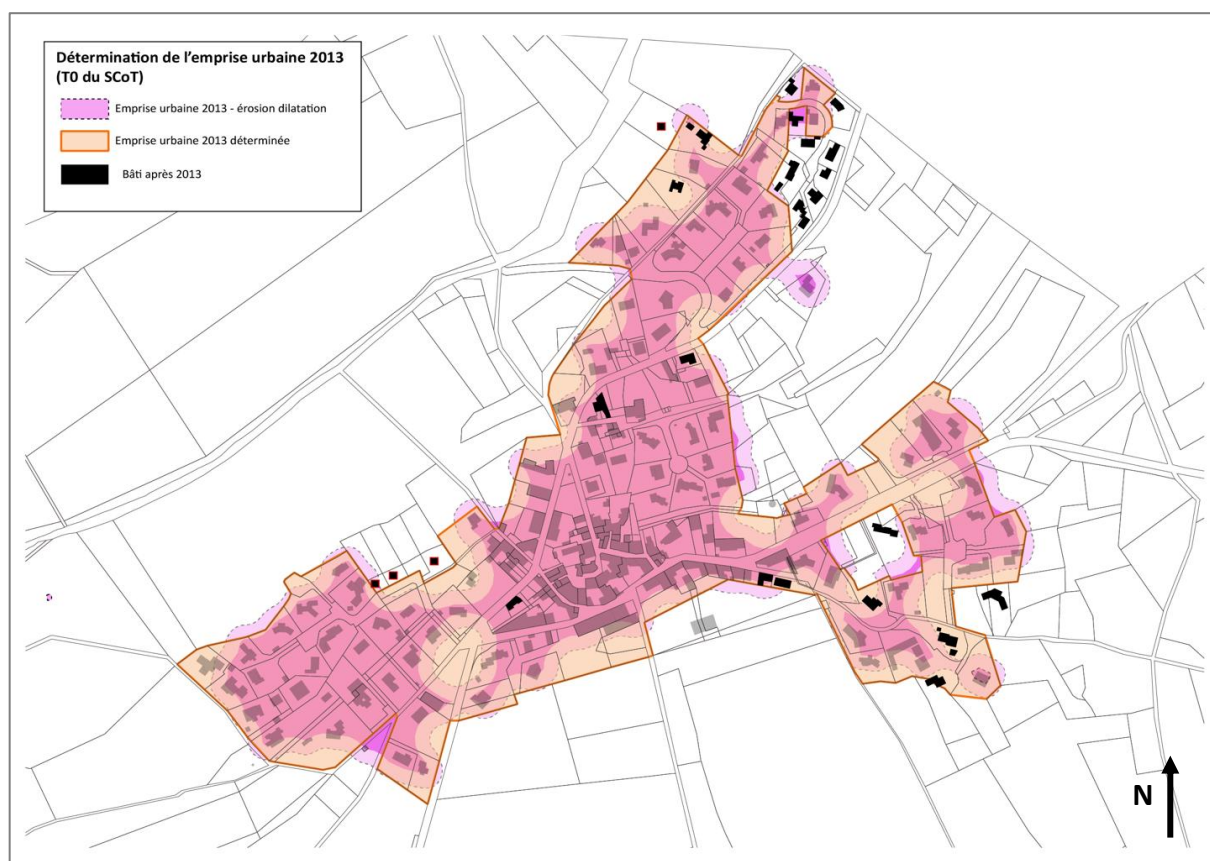 Détermination de l’emprise urbaine 2013
(T0 du SCoT)
Emprise urbaine 2013 - érosion dilatation
Emprise urbaine 2013 déterminée
Bâti après 2013
N